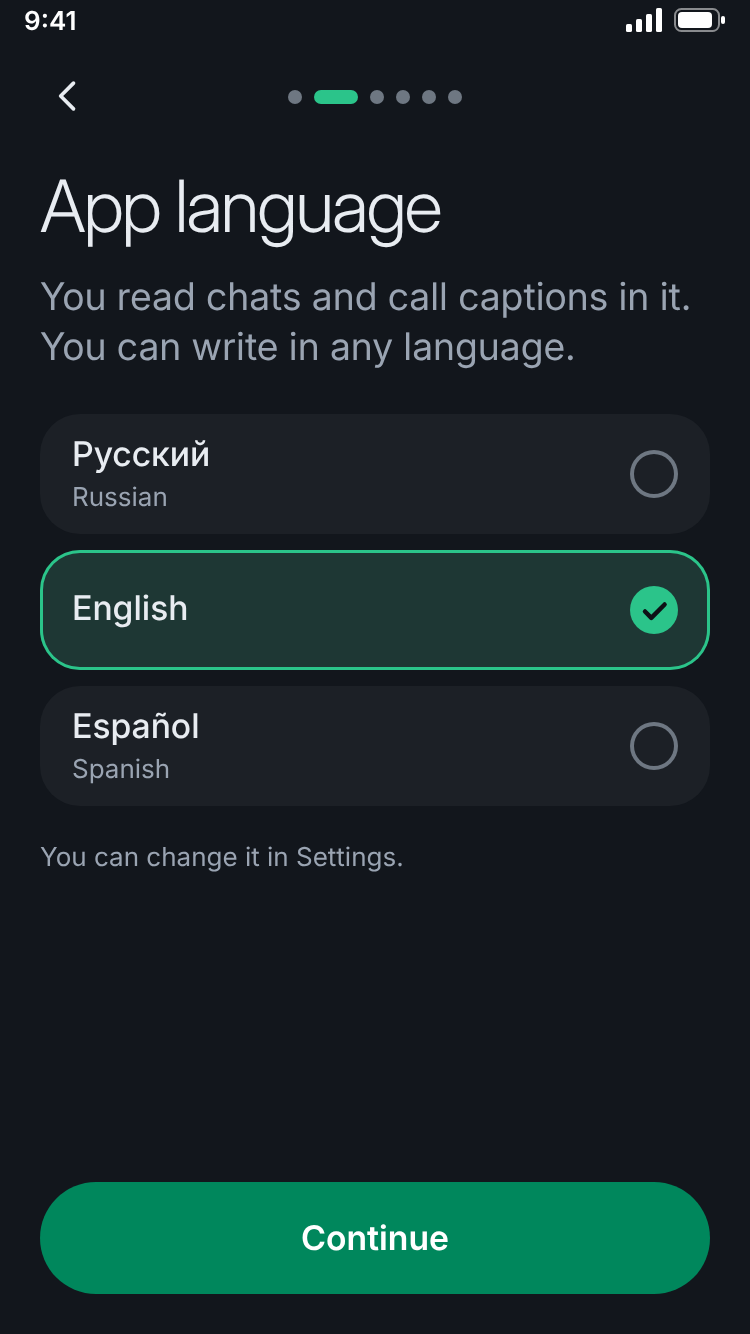 9:41
App language
You read chats and call captions in it.
You can write in any language.
Русский
Russian
English
Español
Spanish
You can change it in Settings.
Continue